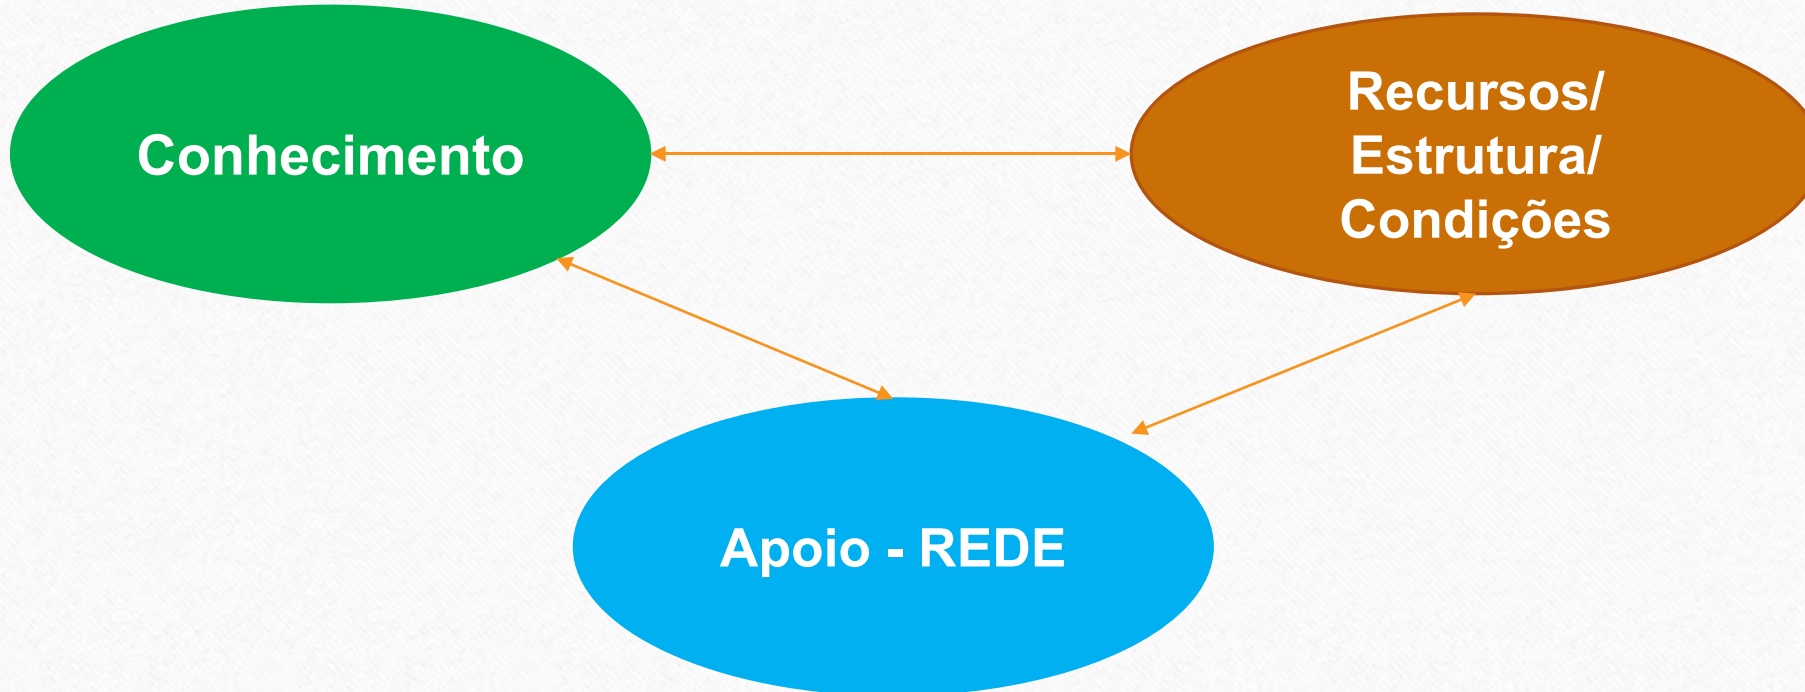 Conhecimento
Recursos/
Estrutura/
Condições
Apoio - REDE